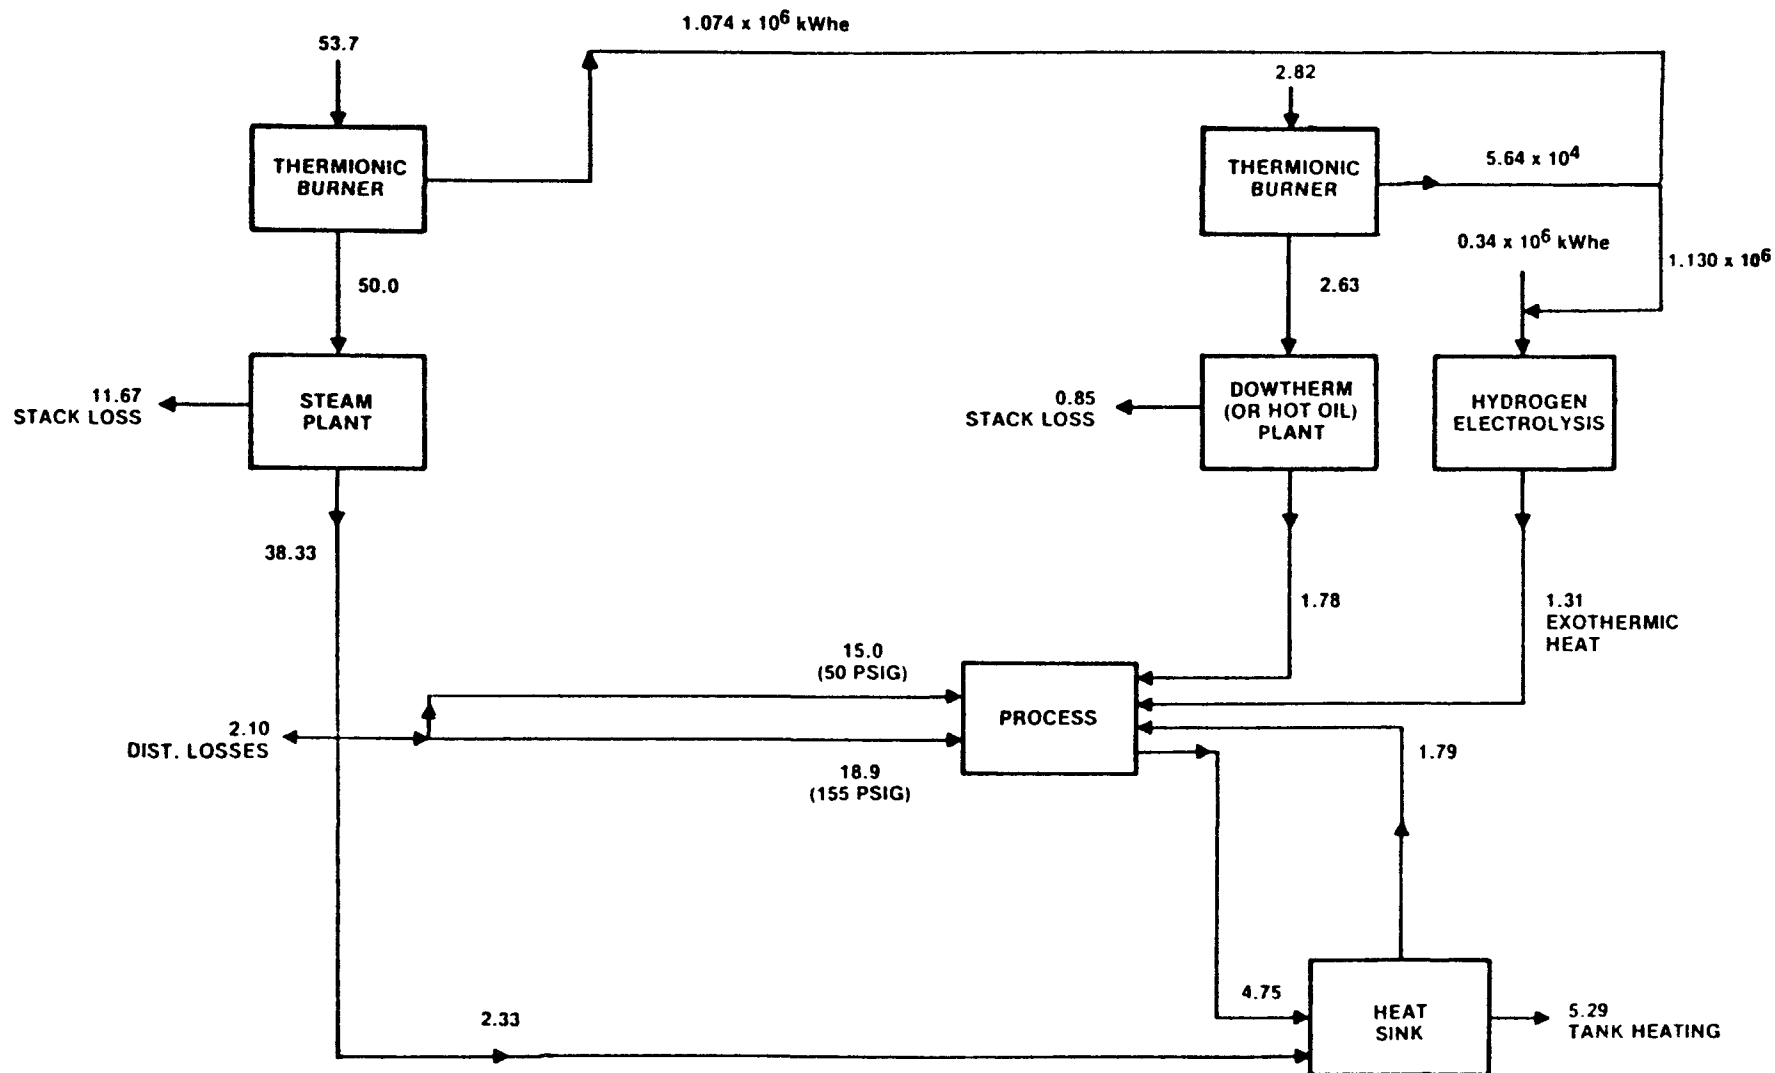 1.074 x 10⁶ kWhe
53.7
2.82
THERMIONIC
BURNER
THERMIONIC
BURNER
5.64 x 10⁴
0.34 x 10⁶ kWhe
1.130 x 10⁶
50.0
2.63
11.67
STACK LOSS
STEAM
PLANT
0.85
STACK LOSS
DOWTHERM
(OR HOT OIL)
PLANT
HYDROGEN
ELECTROLYSIS
38.33
1.78
1.31
EXOTHERMIC
HEAT
15.0
(50 PSIG)
PROCESS
2.10
DIST. LOSSES
18.9
(155 PSIG)
1.79
4.75
2.33
HEAT
SINK
5.29
TANK HEATING